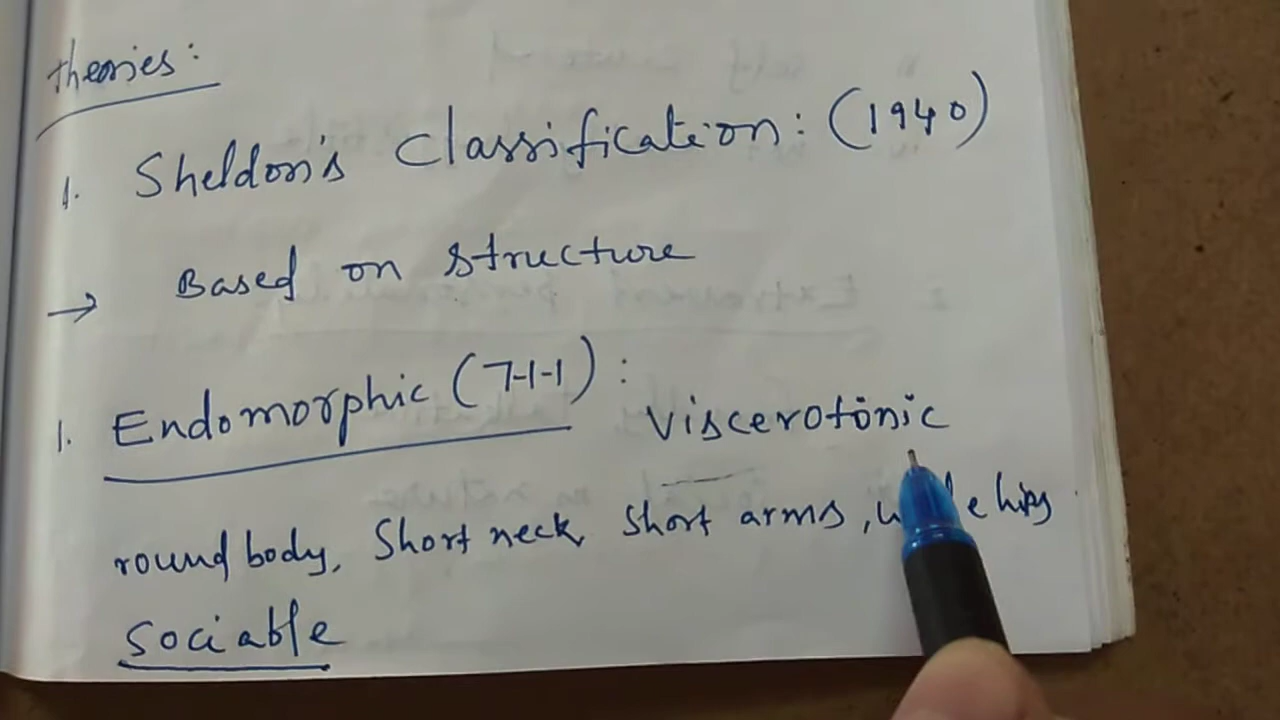 theories:
1. Sheldon's Classification: (1940)
→ Based on structure
1. Endomorphic (7-1-1): Viscerotonic
round body, Short neck, Short arms, hips
Sociable